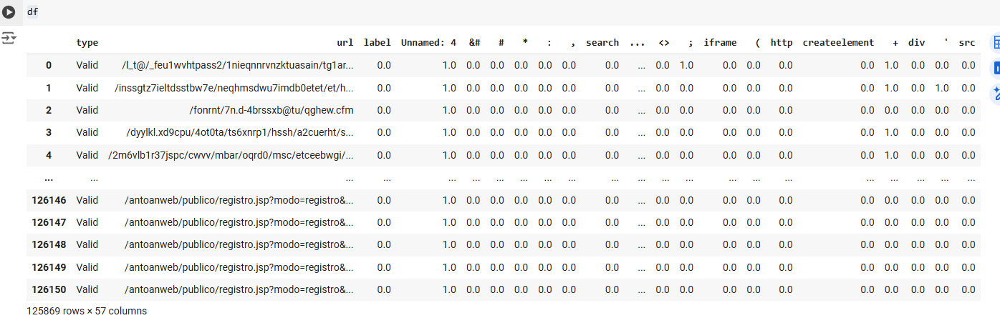 df
type url label Unnamed: 4 &# # * : , search ... <> ; iframe ( http createelement + div ' src
0 Valid /l_t@/_feu1wvhtpass2/1nieqnnrvnzktuasain/tg1ar... 0.0 1.0 0.0 0.0 0.0 0.0 0.0 0.0 ... 0.0 1.0 0.0 0.0 0.0 0.0 1.0 0.0 0.0 0.0
1 Valid /inssgtz7ieltdsstbw7e/neqhmsdwu7imdb0etet/et/h... 0.0 1.0 0.0 0.0 0.0 0.0 0.0 0.0 ... 0.0 0.0 0.0 0.0 0.0 0.0 1.0 0.0 1.0 0.0
2 Valid /fonrnt/7n.d-4brssxb@tu/qghew.cfm 0.0 1.0 0.0 0.0 0.0 0.0 0.0 0.0 ... 0.0 0.0 0.0 0.0 0.0 0.0 0.0 0.0 0.0 0.0
3 Valid /dyylkl.xd9cpu/4ot0ta/ts6xnrp1/hssh/a2cuerht/s... 0.0 1.0 0.0 0.0 0.0 0.0 0.0 0.0 ... 0.0 0.0 0.0 0.0 0.0 0.0 1.0 0.0 0.0 0.0
4 Valid /2m6vlb1r37jspc/cwvv/mbar/oqrd0/msc/etceebwgi/... 0.0 1.0 0.0 0.0 0.0 0.0 0.0 0.0 ... 0.0 0.0 0.0 0.0 0.0 0.0 1.0 0.0 0.0 0.0
... ... ... ... ... ... ... ... ... ... ... ... ... ... ... ... ... ... ... ... ... ...
126146 Valid /antoanweb/publico/registro.jsp?modo=registro&... 0.0 1.0 0.0 0.0 0.0 0.0 0.0 0.0 ... 0.0 0.0 0.0 0.0 0.0 0.0 0.0 0.0 0.0 0.0
126147 Valid /antoanweb/publico/registro.jsp?modo=registro&... 0.0 1.0 0.0 0.0 0.0 0.0 0.0 0.0 ... 0.0 0.0 0.0 0.0 0.0 0.0 0.0 0.0 0.0 0.0
126148 Valid /antoanweb/publico/registro.jsp?modo=registro&... 0.0 1.0 0.0 0.0 0.0 0.0 0.0 0.0 ... 0.0 0.0 0.0 0.0 0.0 0.0 0.0 0.0 0.0 0.0
126149 Valid /antoanweb/publico/registro.jsp?modo=registro&... 0.0 1.0 0.0 0.0 0.0 0.0 0.0 0.0 ... 0.0 0.0 0.0 0.0 0.0 0.0 0.0 0.0 0.0 0.0
126150 Valid /antoanweb/publico/registro.jsp?modo=registro&... 0.0 1.0 0.0 0.0 0.0 0.0 0.0 0.0 ... 0.0 0.0 0.0 0.0 0.0 0.0 0.0 0.0 0.0 0.0
125869 rows × 57 columns